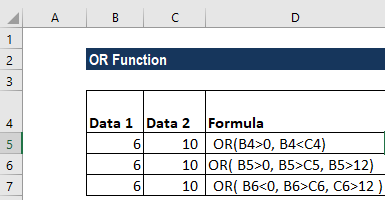 A B C D
1
2 OR Function
3
4 Data 1 Data 2 Formula
5 6 10 OR(B4>0, B4<C4)
6 6 10 OR( B5>0, B5>C5, B5>12)
7 6 10 OR( B6<0, B6>C6, C6>12 )